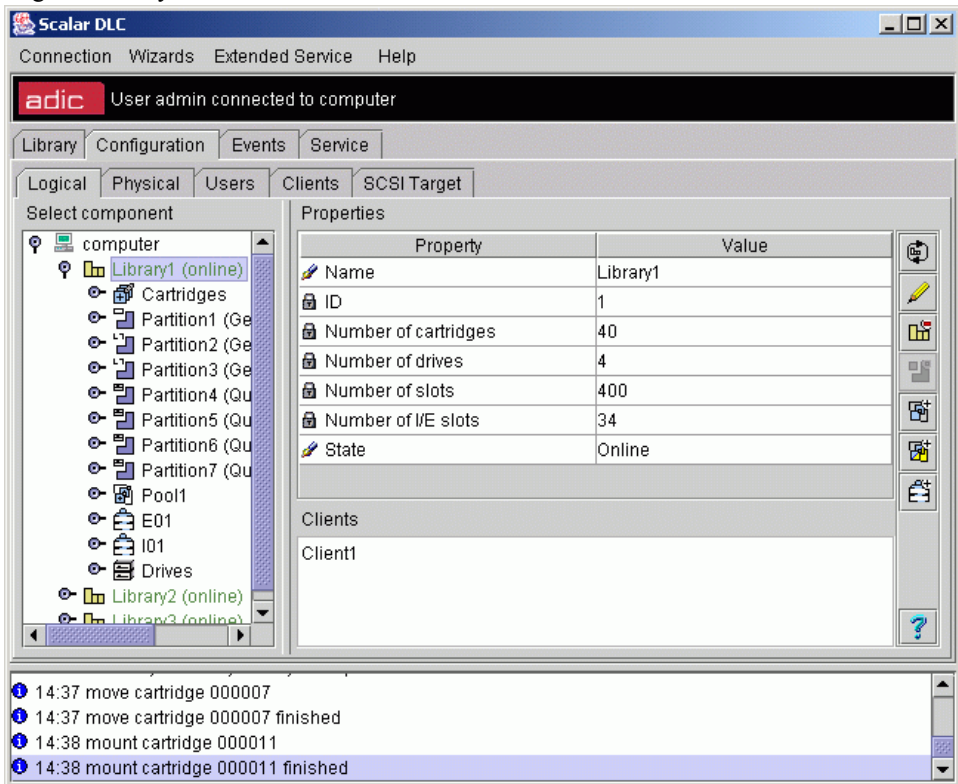 Scalar DLC
Connection Wizards Extended Service Help
adic User admin connected to computer
Library Configuration Events Service
Logical Physical Users Clients SCSI Target
Select component
computer
Library1 (online)
Cartridges
Partition1 (Ge
Partition2 (Ge
Partition3 (Ge
Partition4 (Qu
Partition5 (Qu
Partition6 (Qu
Partition7 (Qu
Pool1
E01
I01
Drives
Library2 (online)
Library3 (online)
Properties
Property Value
Name Library1
ID 1
Number of cartridges 40
Number of drives 4
Number of slots 400
Number of I/E slots 34
State Online
Clients
Client1
14:37 move cartridge 000007
14:37 move cartridge 000007 finished
14:38 mount cartridge 000011
14:38 mount cartridge 000011 finished